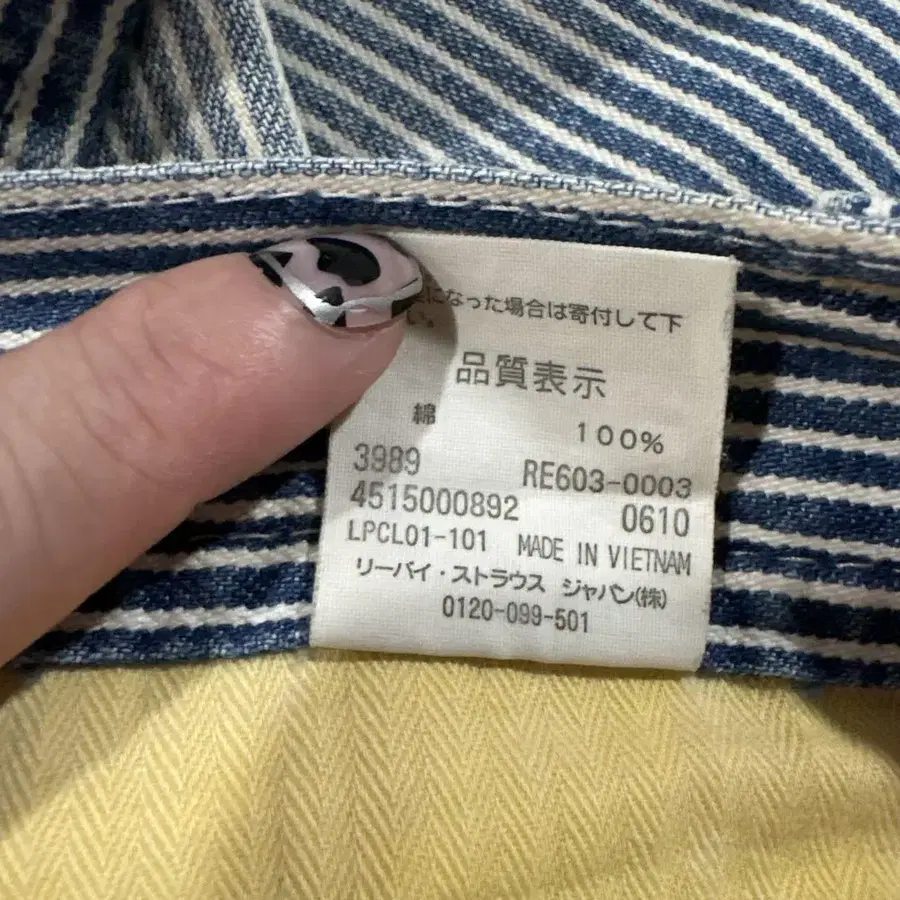 になった場合は寄付して下
い。
品質表示
綿 100%
3989 RE603-0003
4515000892 0610
LPCL01-101 MADE IN VIETNAM
リーバイ・ストラウス ジャパン(株)
0120-099-501